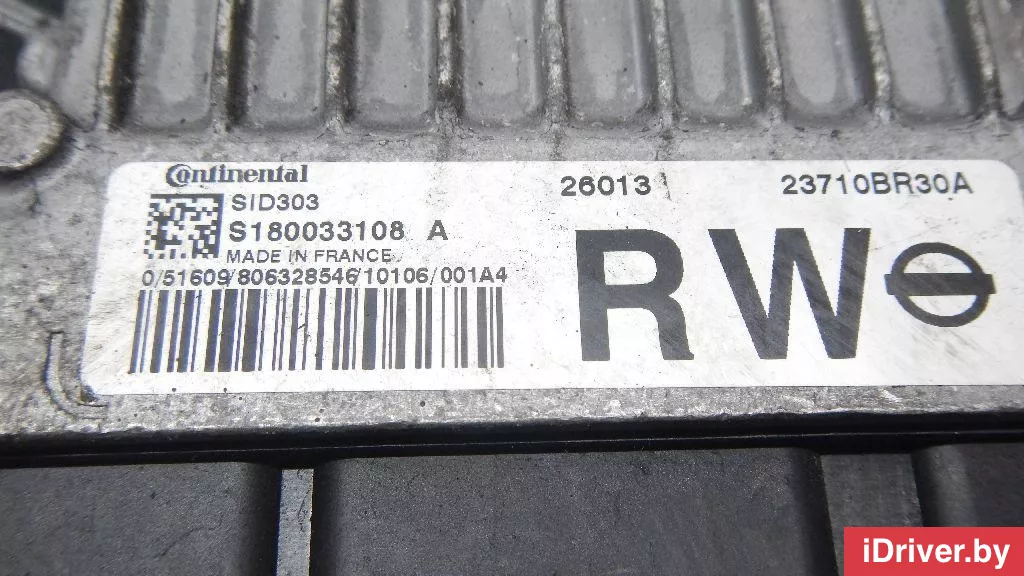 Continental
SID303
S180033108 A
MADE IN FRANCE
0/51609/806328546/10106/001A4
26013
23710BR30A
RW
iDriver.by